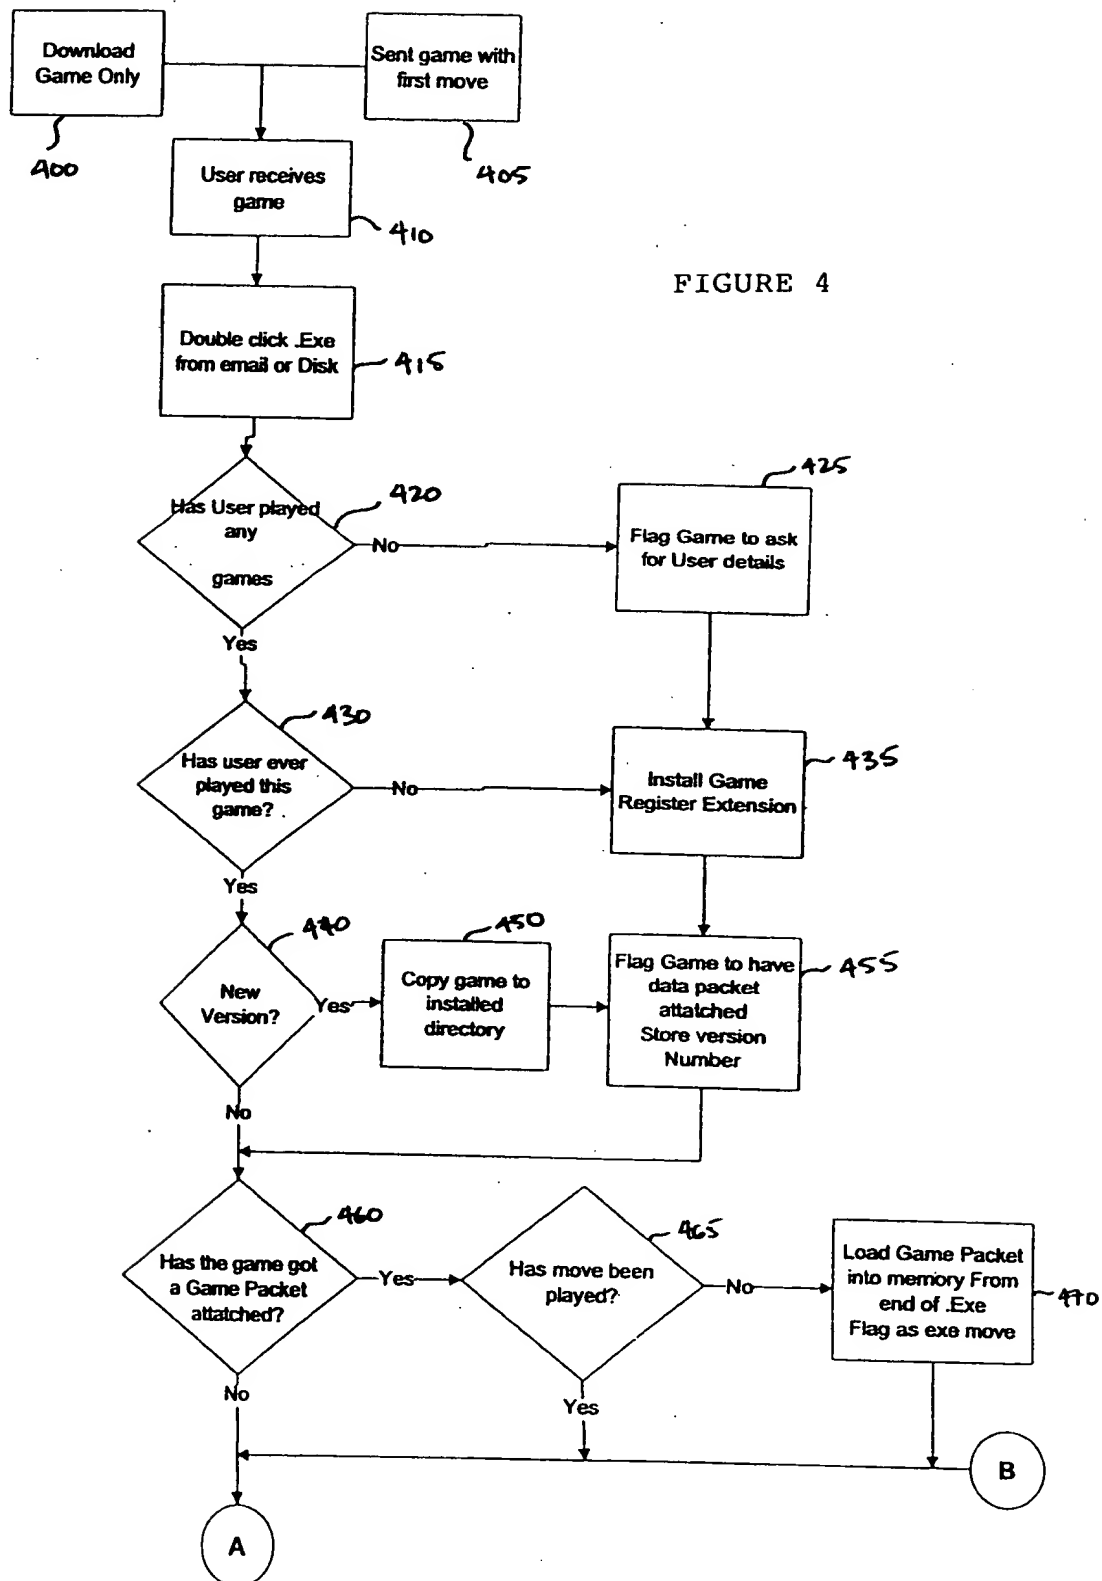 Download
Game Only
Sent game with
first move
400
405
User receives
game
410
FIGURE 4
Double click .Exe
from email or Disk
415
Has User played
any
games
420
No
425
Flag Game to ask
for User details
Yes
430
Has user ever
played this
game?
No
435
Install Game
Register Extension
Yes
440
New
Version?
Yes
450
Copy game to
installed
directory
Flag Game to have
data packet
attatched
Store version
Number
455
No
460
Has the game got
a Game Packet
attatched?
Yes
465
Has move been
played?
No
Load Game Packet
into memory From
end of .Exe
Flag as exe move
470
No
Yes
B
A